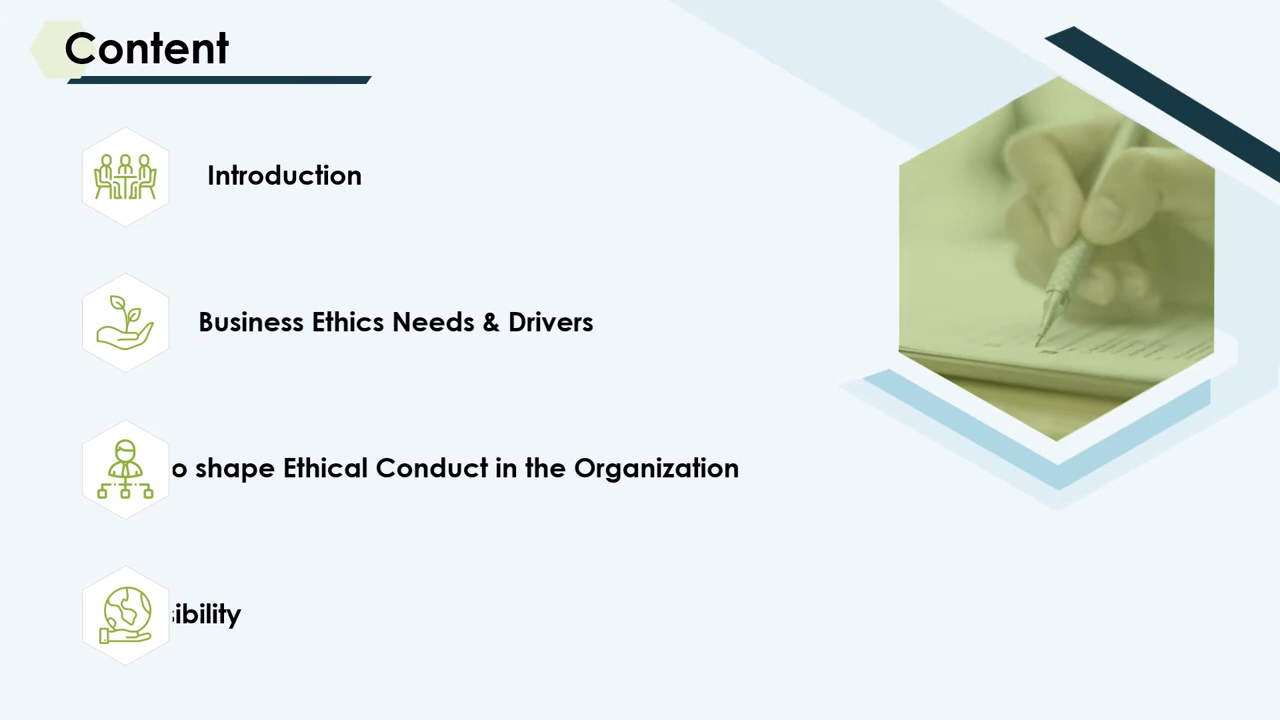 Content
Introduction
Business Ethics Needs & Drivers
o shape Ethical Conduct in the Organization
sibility